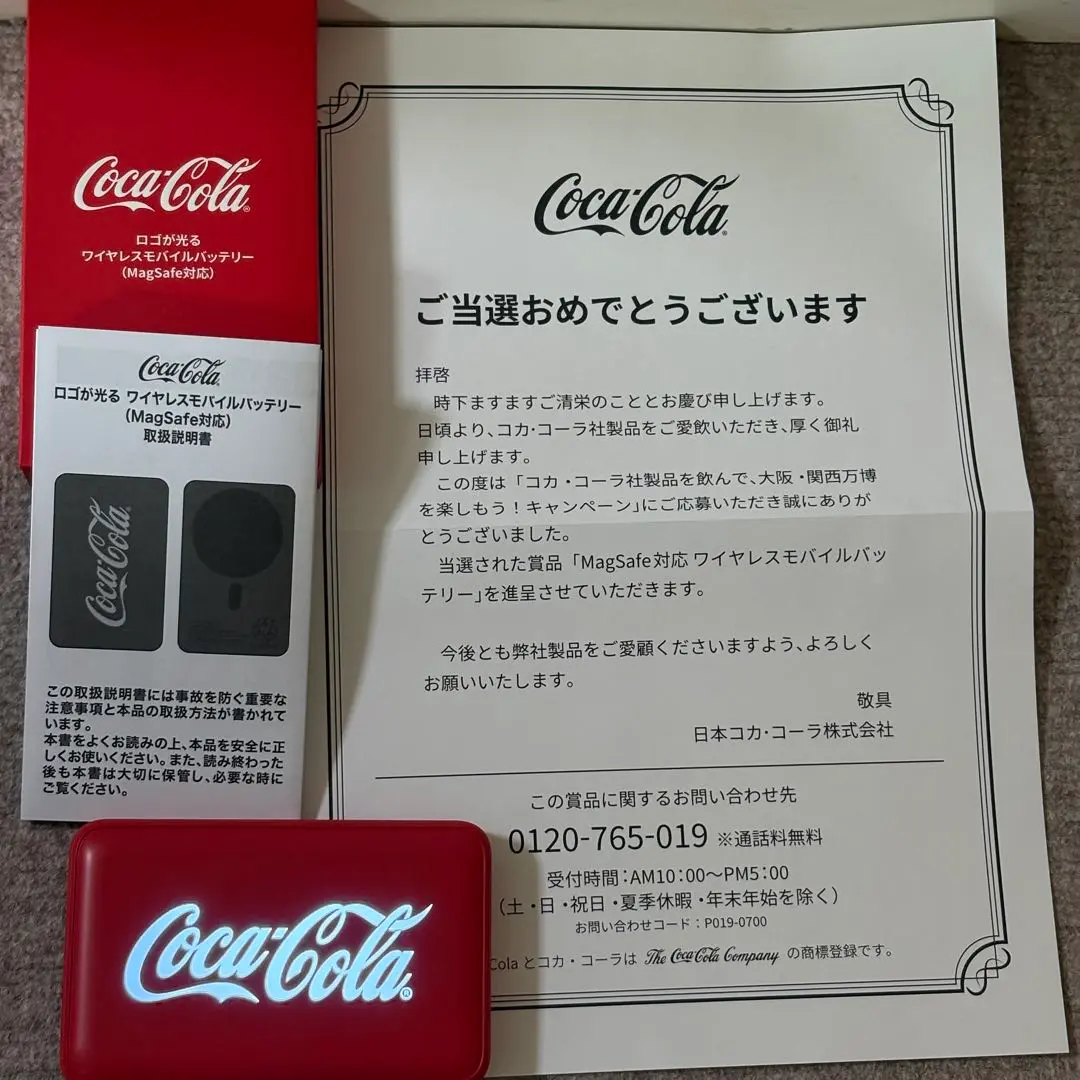 Coca-Cola®
ロゴが光る
ワイヤレスモバイルバッテリー
(MagSafe対応)
Coca-Cola
ロゴが光る ワイヤレスモバイルバッテリー
(MagSafe対応)
取扱説明書
Coca-Cola
この取扱説明書には事故を防ぐ重要な
注意事項と本品の取扱方法が書かれて
います。
本書をよくお読みの上、本品を安全に正
しくお使いください。また、読み終わった
後も本書は大切に保管し、必要な時に
ご覧ください。
Coca-Cola®
Coca-Cola®
ご当選おめでとうございます
拝啓
時下ますますご清栄のこととお慶び申し上げます。
日頃より、コカ・コーラ社製品をご愛飲いただき、厚く御礼
申し上げます。
この度は「コカ・コーラ社製品を飲んで、大阪・関西万博
を楽しもう！キャンペーン」にご応募いただき誠にありが
とうございました。
当選された賞品「MagSafe対応 ワイヤレスモバイルバッ
テリー」を進呈させていただきます。
今後とも弊社製品をご愛顧くださいますよう、よろしく
お願いいたします。
敬具
日本コカ・コーラ株式会社
この賞品に関するお問い合わせ先
0120-765-019 ※通話料無料
受付時間：AM10：00～PM5：00
（土・日・祝日・夏季休暇・年末年始を除く）
お問い合わせコード：P019-0700
Cola とコカ・コーラは The Coca-Cola Company の商標登録です。